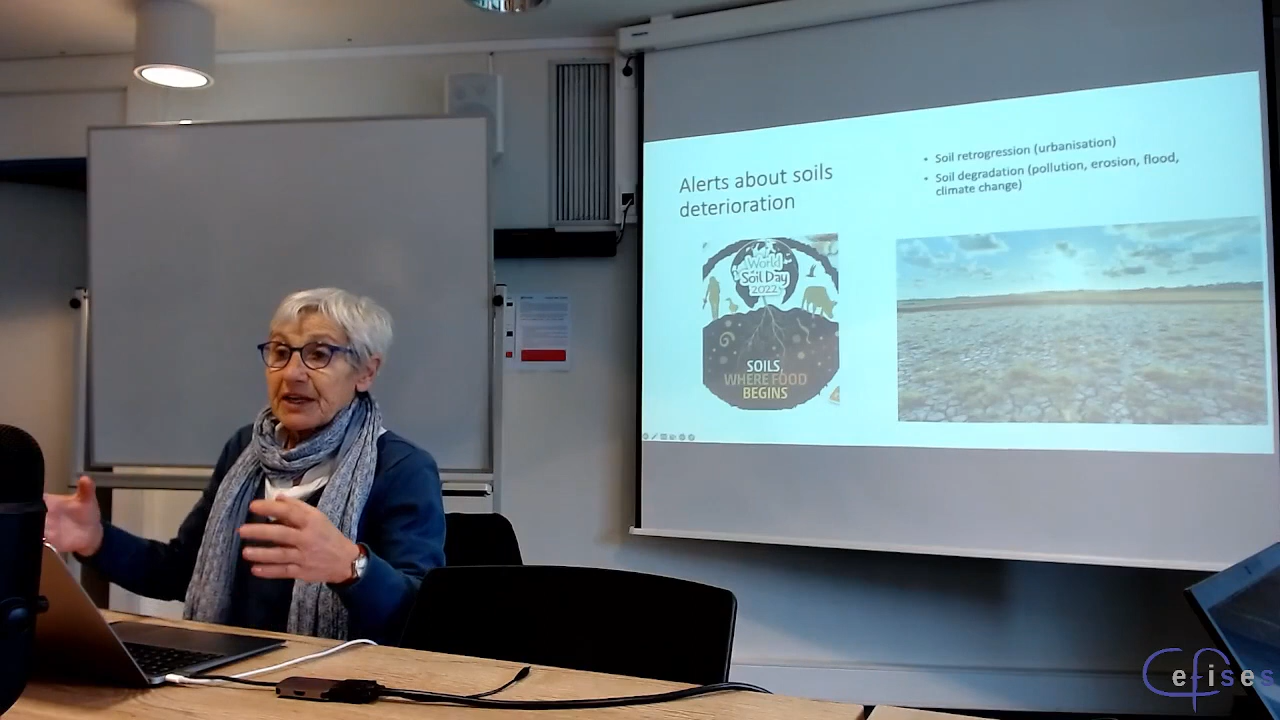 Alerts about soils
deterioration
• Soil retrogression (urbanisation)
• Soil degradation (pollution, erosion, flood,
climate change)
World
Soil Day
2022
SOILS,
WHERE FOOD
BEGINS
Cefises